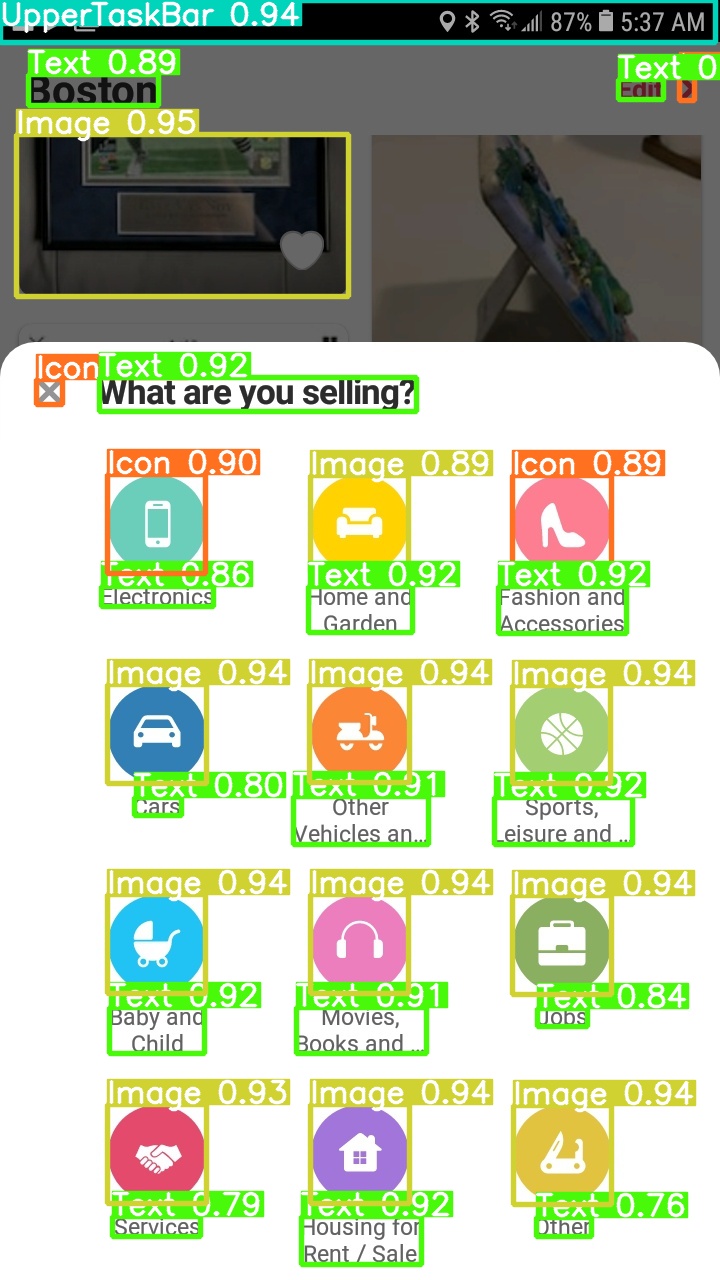 UpperTaskBar 0.94
87% 5:37 AM
Text 0.89
Text 0
Boston
Edit
Image 0.95
Icon Text 0.92
What are you selling?
Icon 0.90 Image 0.89 Icon 0.89
Text 0.86 Text 0.92 Text 0.92
Electronics
Home and
Garden
Fashion and
Accessories
Image 0.94 Image 0.94 Image 0.94
Text 0.80 Text 0.91 Text 0.92
Cars
Other
Vehicles an...
Sports,
Leisure and ...
Image 0.94 Image 0.94 Image 0.94
Text 0.92 Text 0.91 Text 0.84
Baby and
Child
Movies,
Books and ...
Jobs
Image 0.93 Image 0.94 Image 0.94
Text 0.79 Text 0.92 Text 0.76
Services
Housing for
Rent / Sale
Other